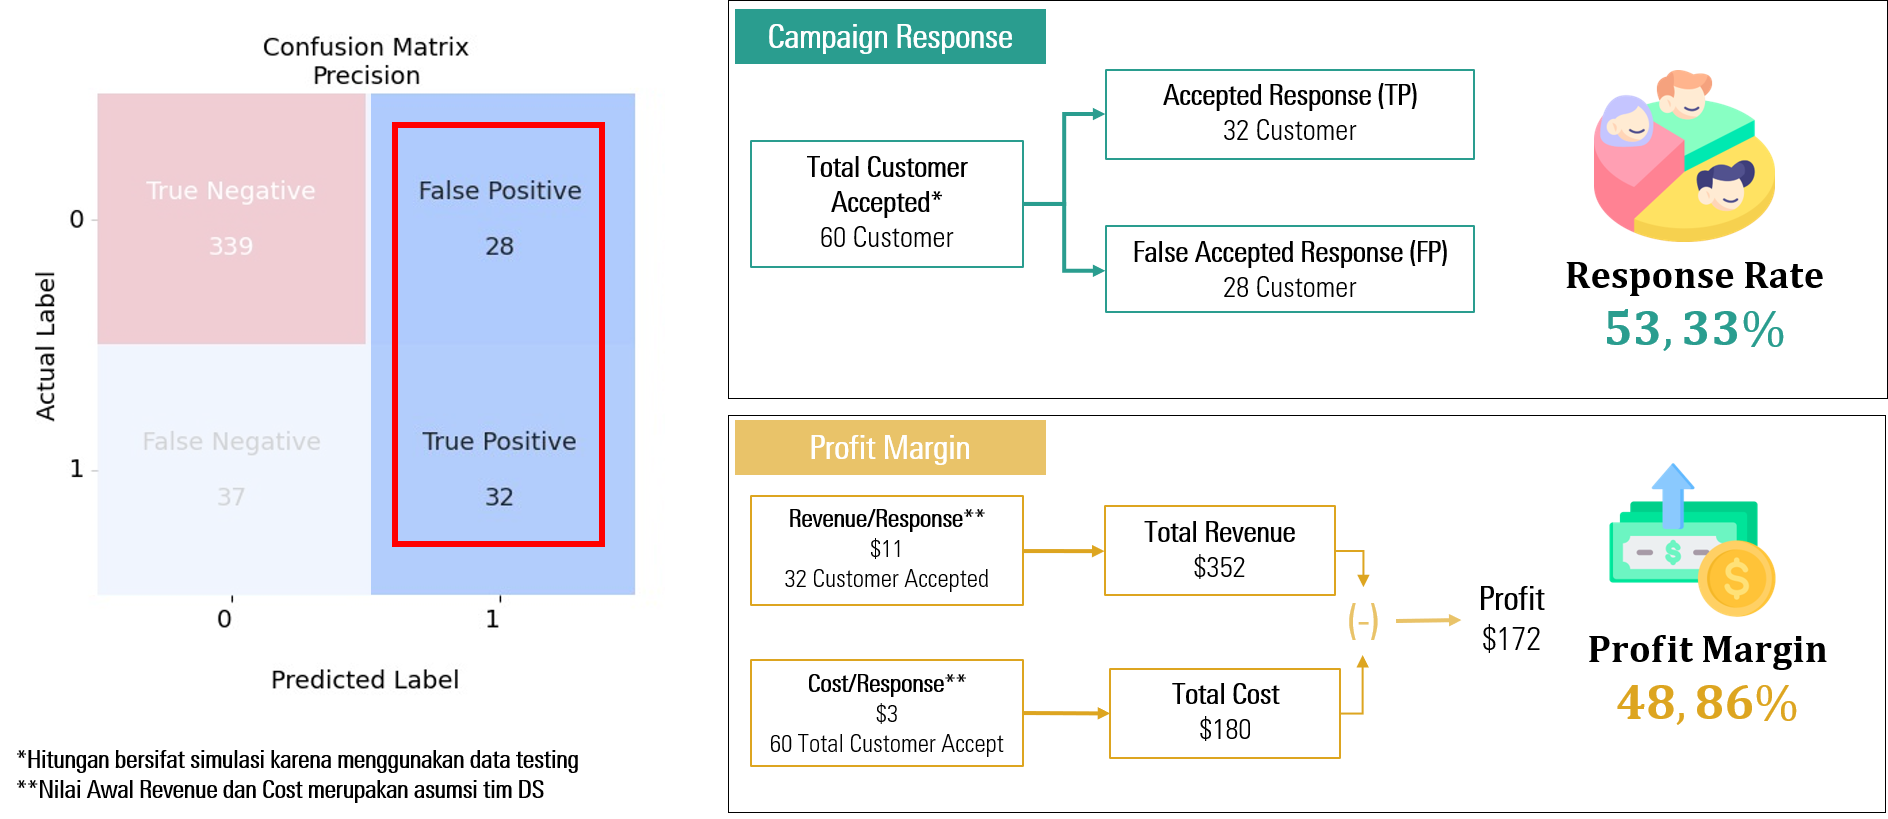 Confusion Matrix
Precision
True Negative
339
False Positive
28
False Negative
37
True Positive
32
0
1
Actual Label
0
1
Predicted Label
*Hitungan bersifat simulasi karena menggunakan data testing
**Nilai Awal Revenue dan Cost merupakan asumsi tim DS
Campaign Response
Total Customer
Accepted*
60 Customer
Accepted Response (TP)
32 Customer
False Accepted Response (FP)
28 Customer
Response Rate
53, 33%
Profit Margin
Revenue/Response**
$11
32 Customer Accepted
Total Revenue
$352
Cost/Response**
$3
60 Total Customer Accept
Total Cost
$180
(-)
Profit
$172
$
$
Profit Margin
48, 86%